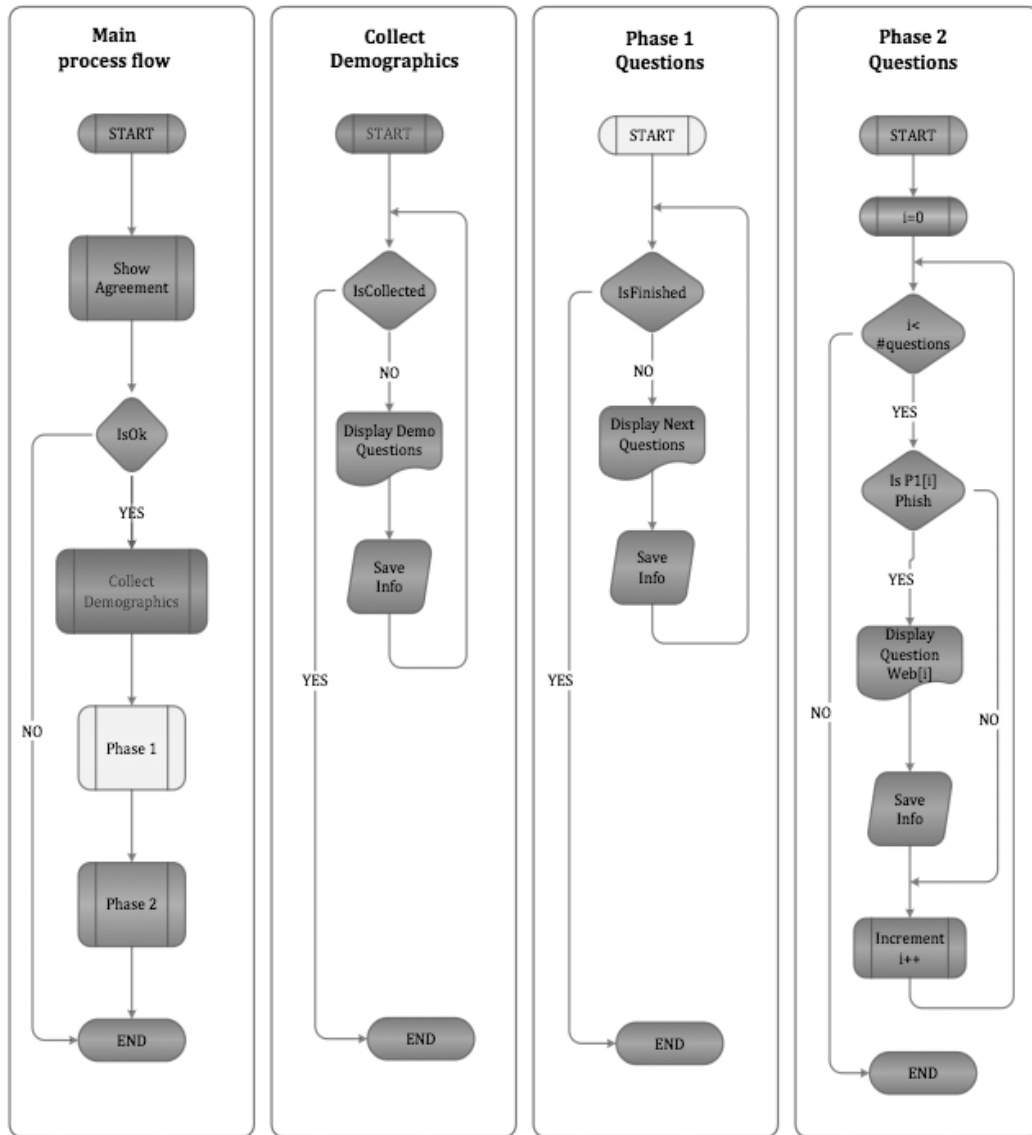 Main
process flow
START
Show
Agreement
IsOk
YES
Collect
Demographics
NO
Phase 1
Phase 2
END
Collect
Demographics
START
IsCollected
NO
Display Demo
Questions
Save
Info
YES
END
Phase 1
Questions
START
IsFinished
NO
Display Next
Questions
Save
Info
YES
END
Phase 2
Questions
START
i=0
i<
#questions
YES
Is P1[i]
Phish
YES
Display
Question
Web[i]
NO
NO
Save
Info
Increment
i++
END